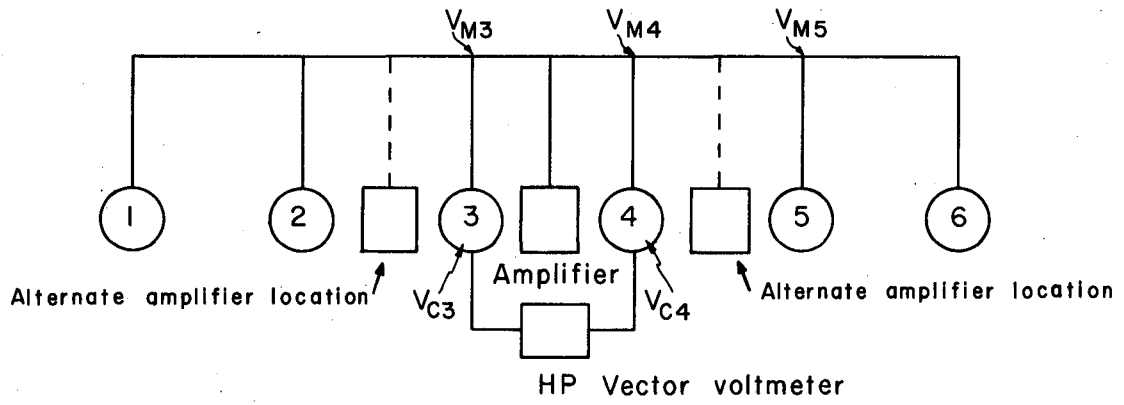 VM3
VM4
VM5
1
2
3
4
5
6
Amplifier
Alternate amplifier location
VC3
VC4
Alternate amplifier location
HP Vector voltmeter